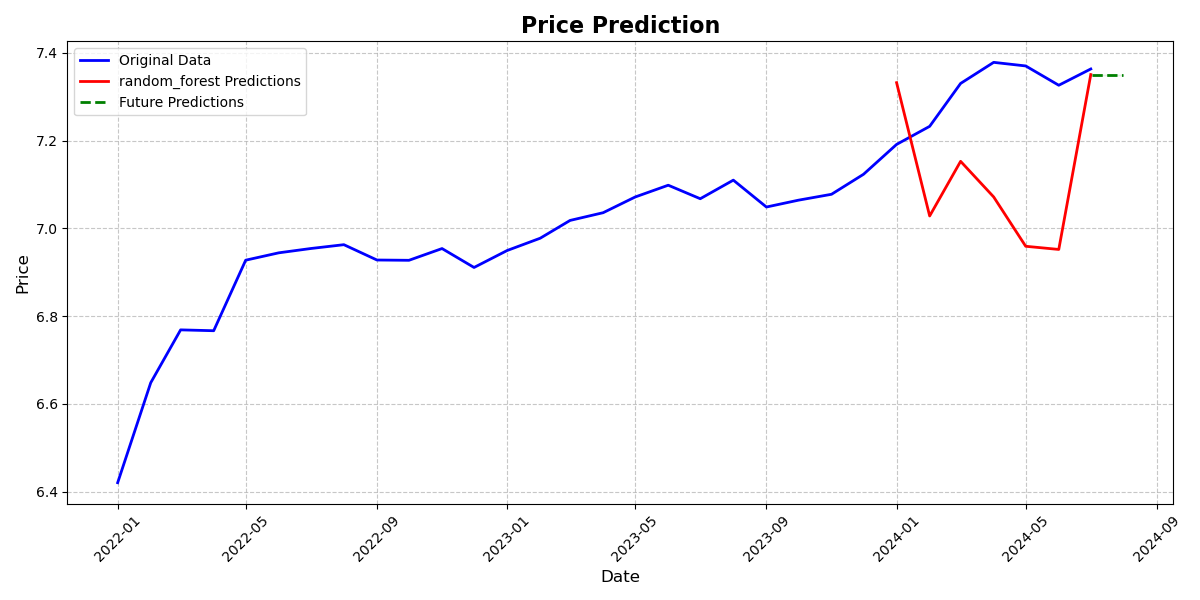 Price Prediction
Original Data
random_forest Predictions
Future Predictions
Price
7.4
7.2
7.0
6.8
6.6
6.4
2022-01
2022-05
2022-09
2023-01
2023-05
2023-09
2024-01
2024-05
2024-09
Date